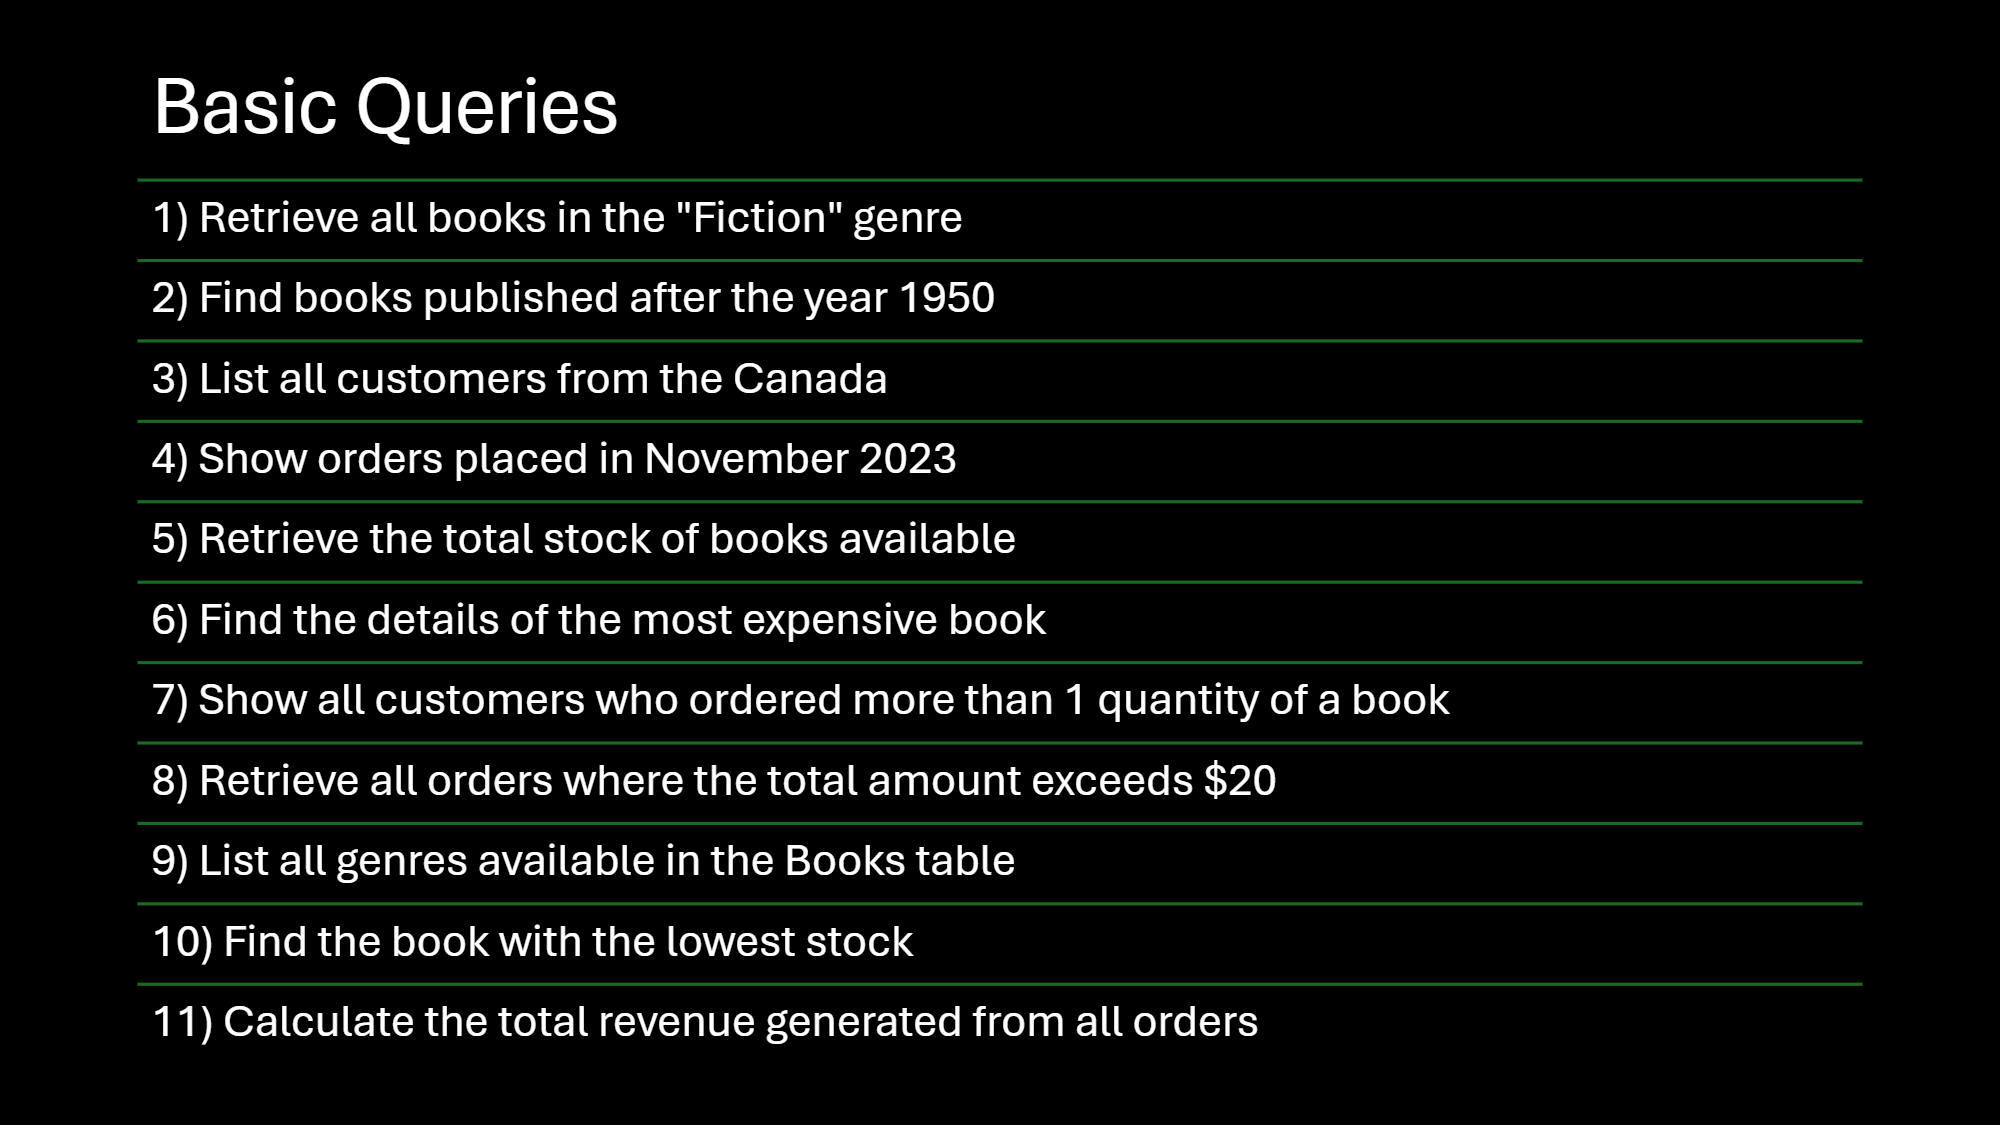 Basic Queries
1) Retrieve all books in the "Fiction" genre
2) Find books published after the year 1950
3) List all customers from the Canada
4) Show orders placed in November 2023
5) Retrieve the total stock of books available
6) Find the details of the most expensive book
7) Show all customers who ordered more than 1 quantity of a book
8) Retrieve all orders where the total amount exceeds $20
9) List all genres available in the Books table
10) Find the book with the lowest stock
11) Calculate the total revenue generated from all orders